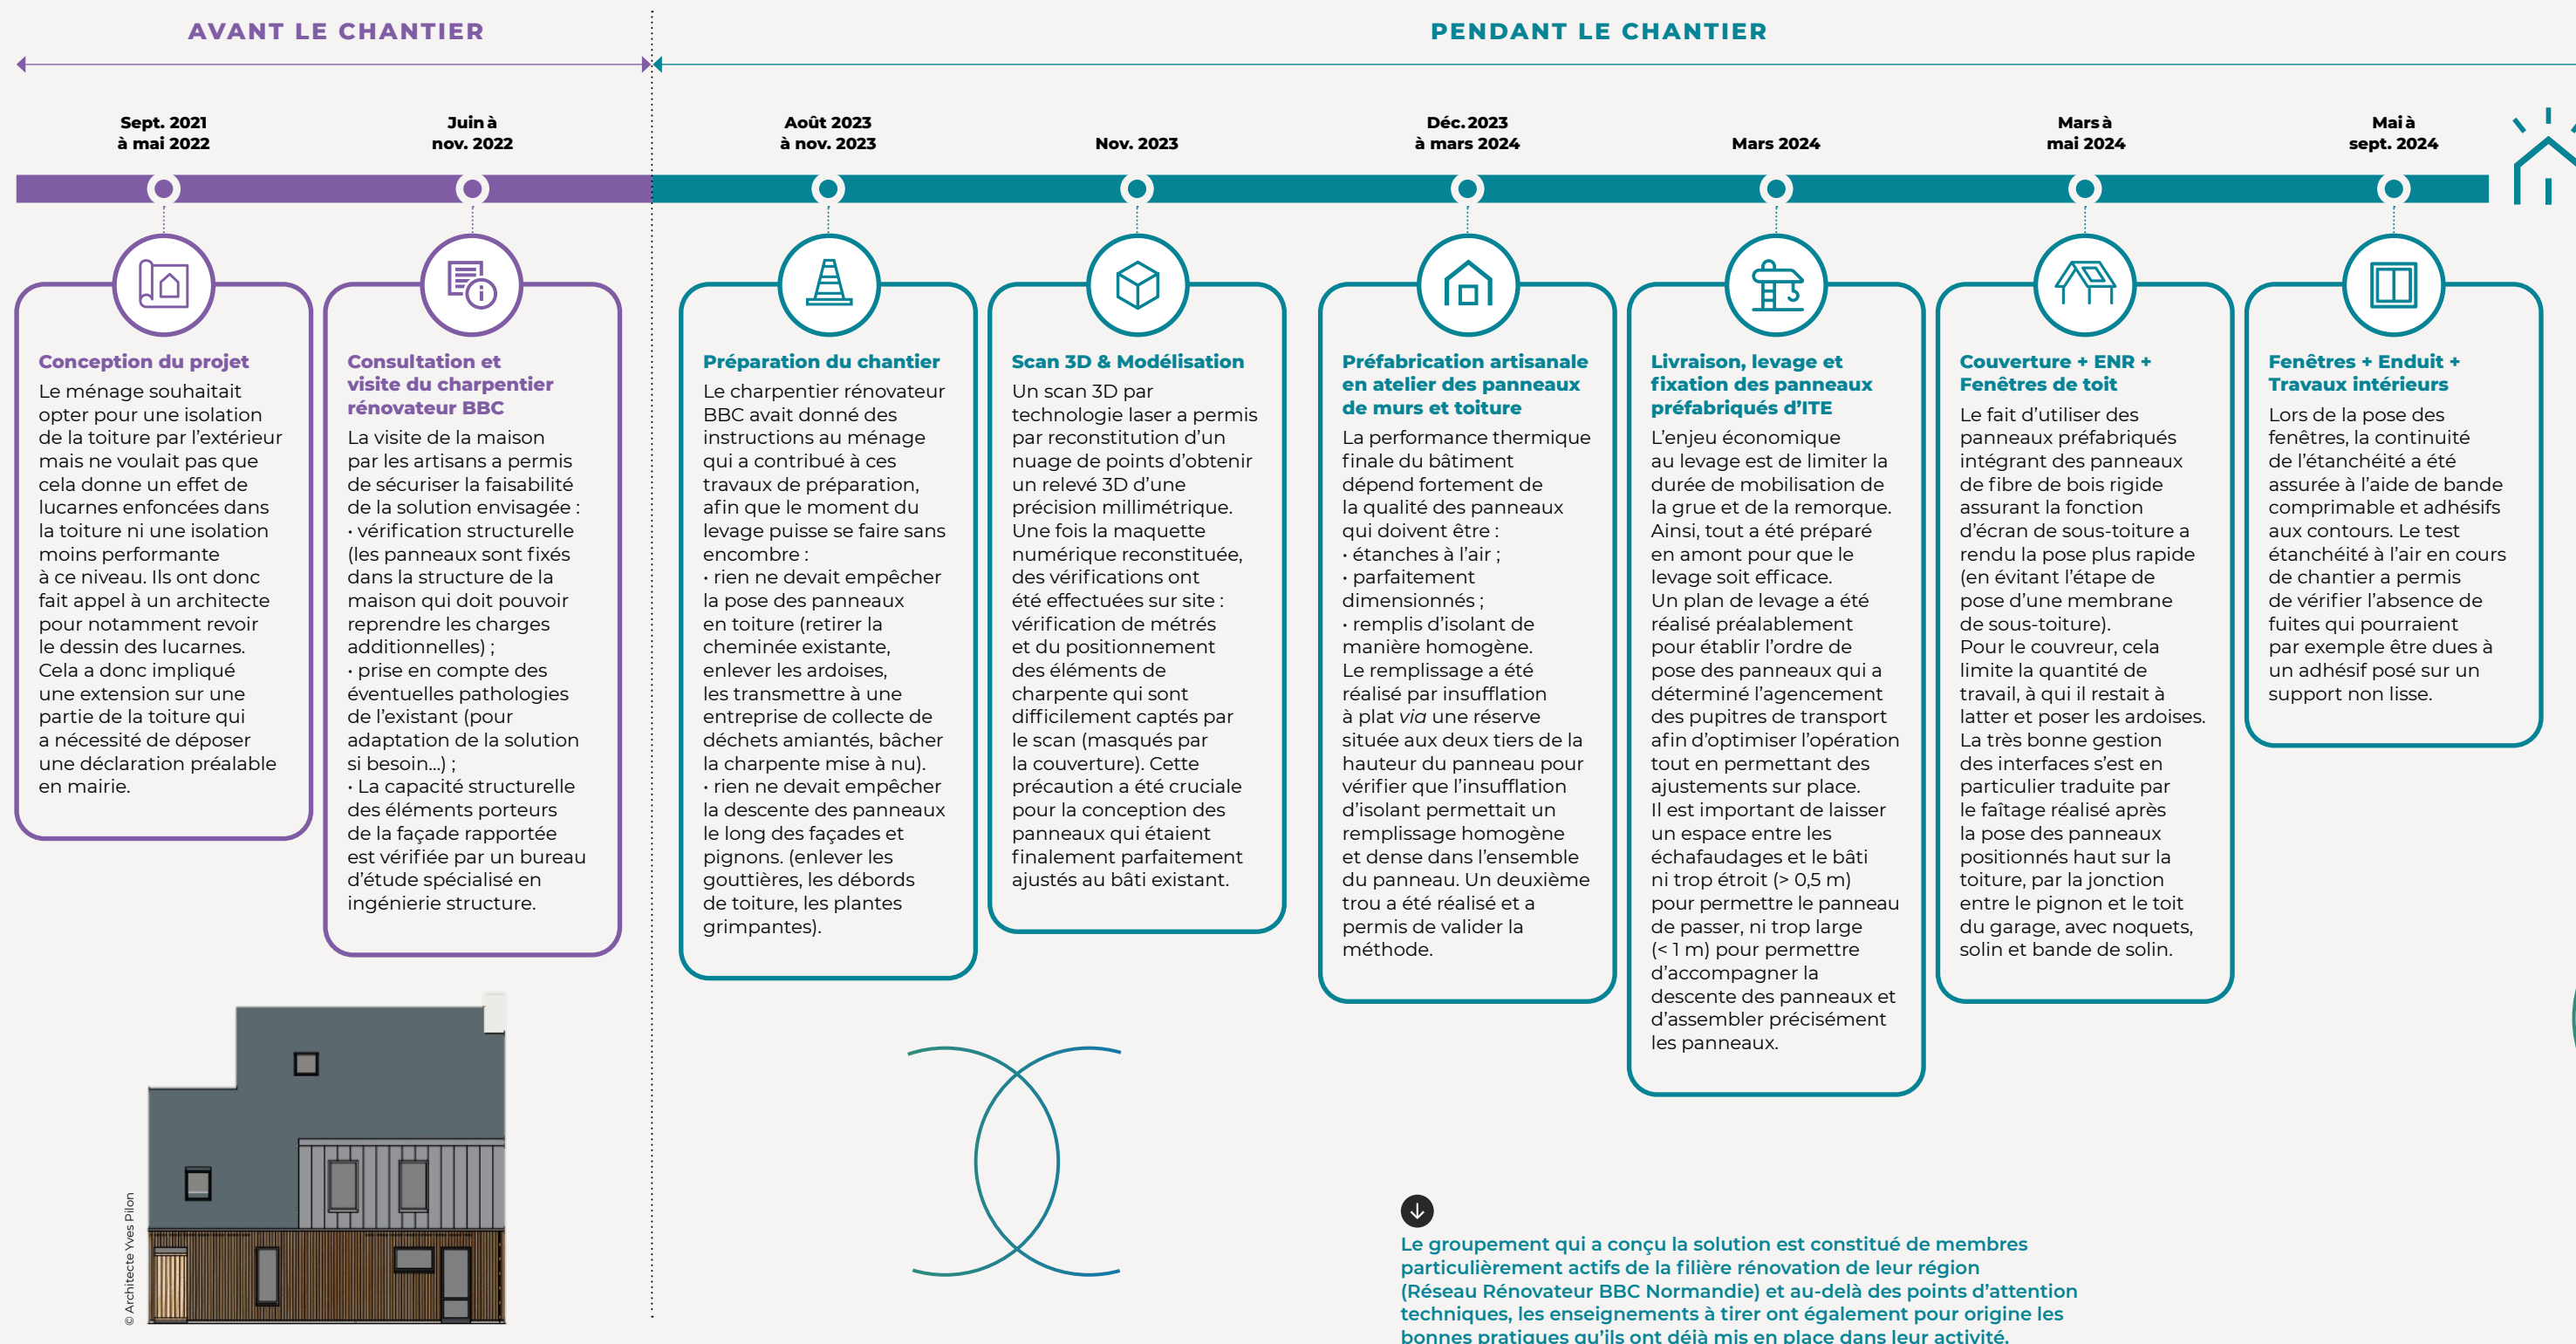 AVANT LE CHANTIER
PENDANT LE CHANTIER
Sept. 2021
à mai 2022
Juin à
nov. 2022
Août 2023
à nov. 2023
Nov. 2023
Déc. 2023
à mars 2024
Mars 2024
Mars à
mai 2024
Mai à
sept. 2024
Conception du projet
Le ménage souhaitait
opter pour une isolation
de la toiture par l'extérieur
mais ne voulait pas que
cela donne un effet de
lucarnes enfoncées dans
la toiture ni une isolation
moins performante
à ce niveau. Ils ont donc
fait appel à un architecte
pour notamment revoir
le dessin des lucarnes.
Cela a donc impliqué
une extension sur une
partie de la toiture qui
a nécessité de déposer
une déclaration préalable
en mairie.
Consultation et
visite du charpentier
rénovateur BBC
La visite de la maison
par les artisans a permis
de sécuriser la faisabilité
de la solution envisagée :
• vérification structurelle
(les panneaux sont fixés
dans la structure de la
maison qui doit pouvoir
reprendre les charges
additionnelles) ;
• prise en compte des
éventuelles pathologies
de l'existant (pour
adaptation de la solution
si besoin…) ;
• La capacité structurelle
des éléments porteurs
de la façade rapportée
est vérifiée par un bureau
d'étude spécialisé en
ingénierie structure.
Préparation du chantier
Le charpentier rénovateur
BBC avait donné des
instructions au ménage
qui a contribué à ces
travaux de préparation,
afin que le moment du
levage puisse se faire sans
encombre :
• rien ne devait empêcher
la pose des panneaux
en toiture (retirer la
cheminée existante,
enlever les ardoises,
les transmettre à une
entreprise de collecte de
déchets amiantés, bâcher
la charpente mise à nu).
• rien ne devait empêcher
la descente des panneaux
le long des façades et
pignons. (enlever les
gouttières, les débords
de toiture, les plantes
grimpantes).
Scan 3D & Modélisation
Un scan 3D par
technologie laser a permis
par reconstitution d'un
nuage de points d'obtenir
un relevé 3D d'une
précision millimétrique.
Une fois la maquette
numérique reconstituée,
des vérifications ont
été effectuées sur site :
vérification de métrés
et du positionnement
des éléments de
charpente qui sont
difficilement captés par
le scan (masqués par
la couverture). Cette
précaution a été cruciale
pour la conception des
panneaux qui étaient
finalement parfaitement
ajustés au bâti existant.
Préfabrication artisanale
en atelier des panneaux
de murs et toiture
La performance thermique
finale du bâtiment
dépend fortement de
la qualité des panneaux
qui doivent être :
• étanches à l'air ;
• parfaitement
dimensionnés ;
• remplis d'isolant de
manière homogène.
Le remplissage a été
réalisé par insufflation
à plat via une réserve
située aux deux tiers de la
hauteur du panneau pour
vérifier que l'insufflation
d'isolant permettait un
remplissage homogène
et dense dans l'ensemble
du panneau. Un deuxième
trou a été réalisé et a
permis de valider la
méthode.
Livraison, levage et
fixation des panneaux
préfabriqués d'ITE
L'enjeu économique
au levage est de limiter la
durée de mobilisation de
la grue et de la remorque.
Ainsi, tout a été préparé
en amont pour que le
levage soit efficace.
Un plan de levage a été
réalisé préalablement
pour établir l'ordre de
pose des panneaux qui a
déterminé l'agencement
des pupitres de transport
afin d'optimiser l'opération
tout en permettant des
ajustements sur place.
Il est important de laisser
un espace entre les
échafaudages et le bâti
ni trop étroit (> 0,5 m)
pour permettre le panneau
de passer, ni trop large
(< 1 m) pour permettre
d'accompagner la
descente des panneaux et
d'assembler précisément
les panneaux.
Couverture + ENR +
Fenêtres de toit
Le fait d'utiliser des
panneaux préfabriqués
intégrant des panneaux
de fibre de bois rigide
assurant la fonction
d'écran de sous-toiture a
rendu la pose plus rapide
(en évitant l'étape de
pose d'une membrane
de sous-toiture).
Pour le couvreur, cela
limite la quantité de
travail, à qui il restait à
latter et poser les ardoises.
La très bonne gestion
des interfaces s'est en
particulier traduite par
le faîtage réalisé après
la pose des panneaux
positionnés haut sur la
toiture, par la jonction
entre le pignon et le toit
du garage, avec noquets,
solin et bande de solin.
Fenêtres + Enduit +
Travaux intérieurs
Lors de la pose des
fenêtres, la continuité
de l'étanchéité a été
assurée à l'aide de bande
comprimable et adhésifs
aux contours. Le test
étanchéité à l'air en cours
de chantier a permis
de vérifier l'absence de
fuites qui pourraient
par exemple être dues à
un adhésif posé sur un
support non lisse.
© Architecte Yves Pilon
Le groupement qui a conçu la solution est constitué de membres
particulièrement actifs de la filière rénovation de leur région
(Réseau Rénovateur BBC Normandie) et au-delà des points d'attention
techniques, les enseignements à tirer ont également pour origine les
bonnes pratiques qu'ils ont déjà mis en place dans leur activité.